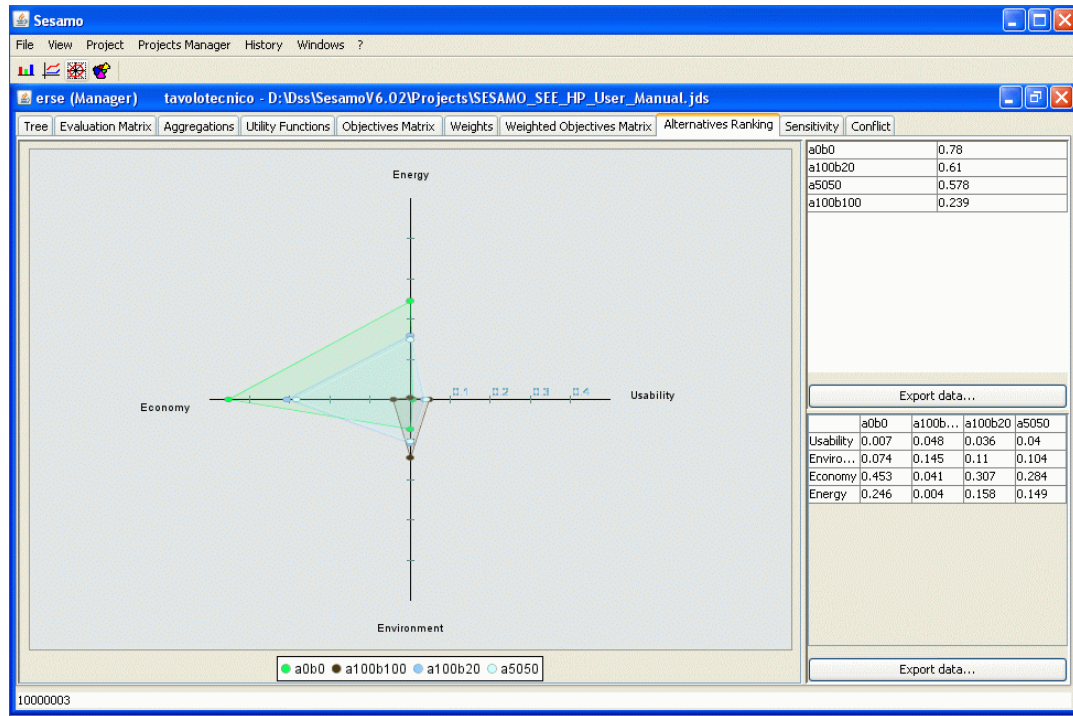 Sesamo
File View Project Projects Manager History Windows ?
erse (Manager) tavolotecnico - D:\Dss\SesamoV6.02\Projects\SESAMO_SEE_HP_User_Manual.jds
Tree Evaluation Matrix Aggregations Utility Functions Objectives Matrix Weights Weighted Objectives Matrix Alternatives Ranking Sensitivity Conflict
Energy
0.1 0.2 0.3 0.4
Usability
Economy
Environment
a0b0 a100b100 a100b20 a5050
a0b0 0.78
a100b20 0.61
a5050 0.578
a100b100 0.239
Export data...
a0b0 a100b... a100b20 a5050
Usability 0.007 0.048 0.036 0.04
Enviro... 0.074 0.145 0.11 0.104
Economy 0.453 0.041 0.307 0.284
Energy 0.246 0.004 0.158 0.149
Export data...
10000003